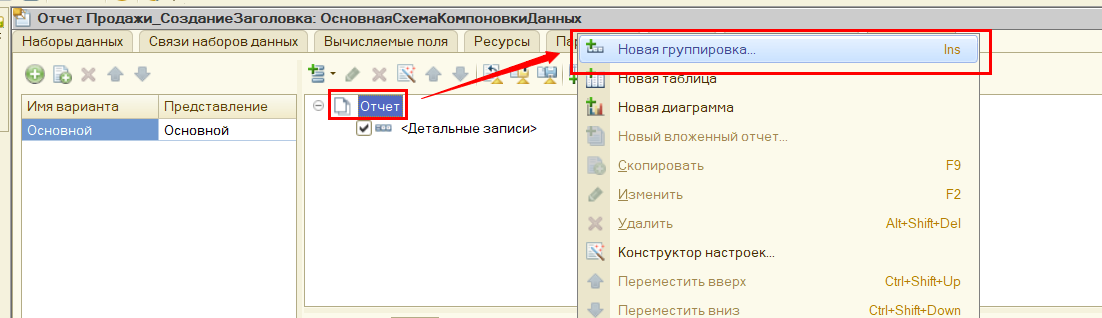 Отчет Продажи_СозданиеЗаголовка: ОсновнаяСхемаКомпоновкиДанных
Наборы данных Связи наборов данных Вычисляемые поля Ресурсы
Новая группировка... Ins
Новая таблица
Имя варианта Представление
Отчет
Новая диаграмма
Основной Основной
<Детальные записи>
Новый вложенный отчет...
Скопировать F9
Изменить F2
Удалить Alt+Shift+Del
Конструктор настроек...
Переместить вверх Ctrl+Shift+Up
Переместить вниз Ctrl+Shift+Down